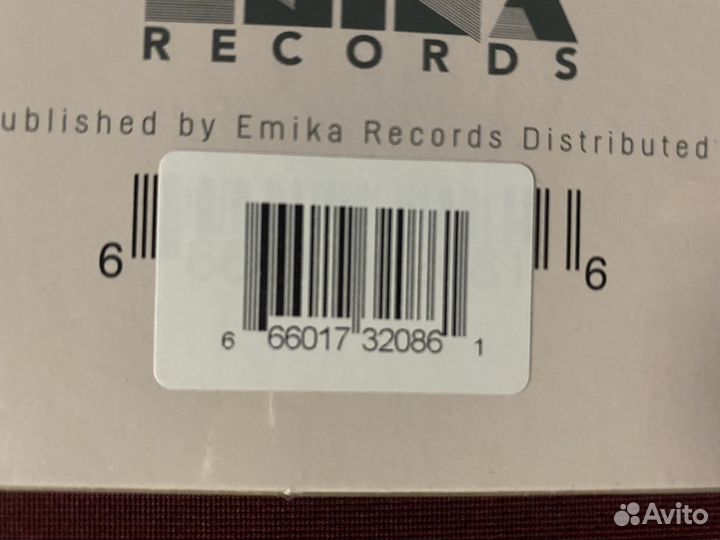 RECORDS
ublished by Emika Records Distributed
6 6
6 66017 32086 1
Avito